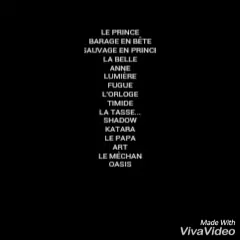 LE PRINCE
BARAGE EN BÊTE
SAUVAGE EN PRINCI
LA BELLE
ANNE
LUMIÈRE
FUGUE
L'ORLOGE
TIMIDE
LA TASSE...
SHADOW
KATARA
LE PAPA
ART
LE MÉCHAN
OASIS
Made With
VivaVideo